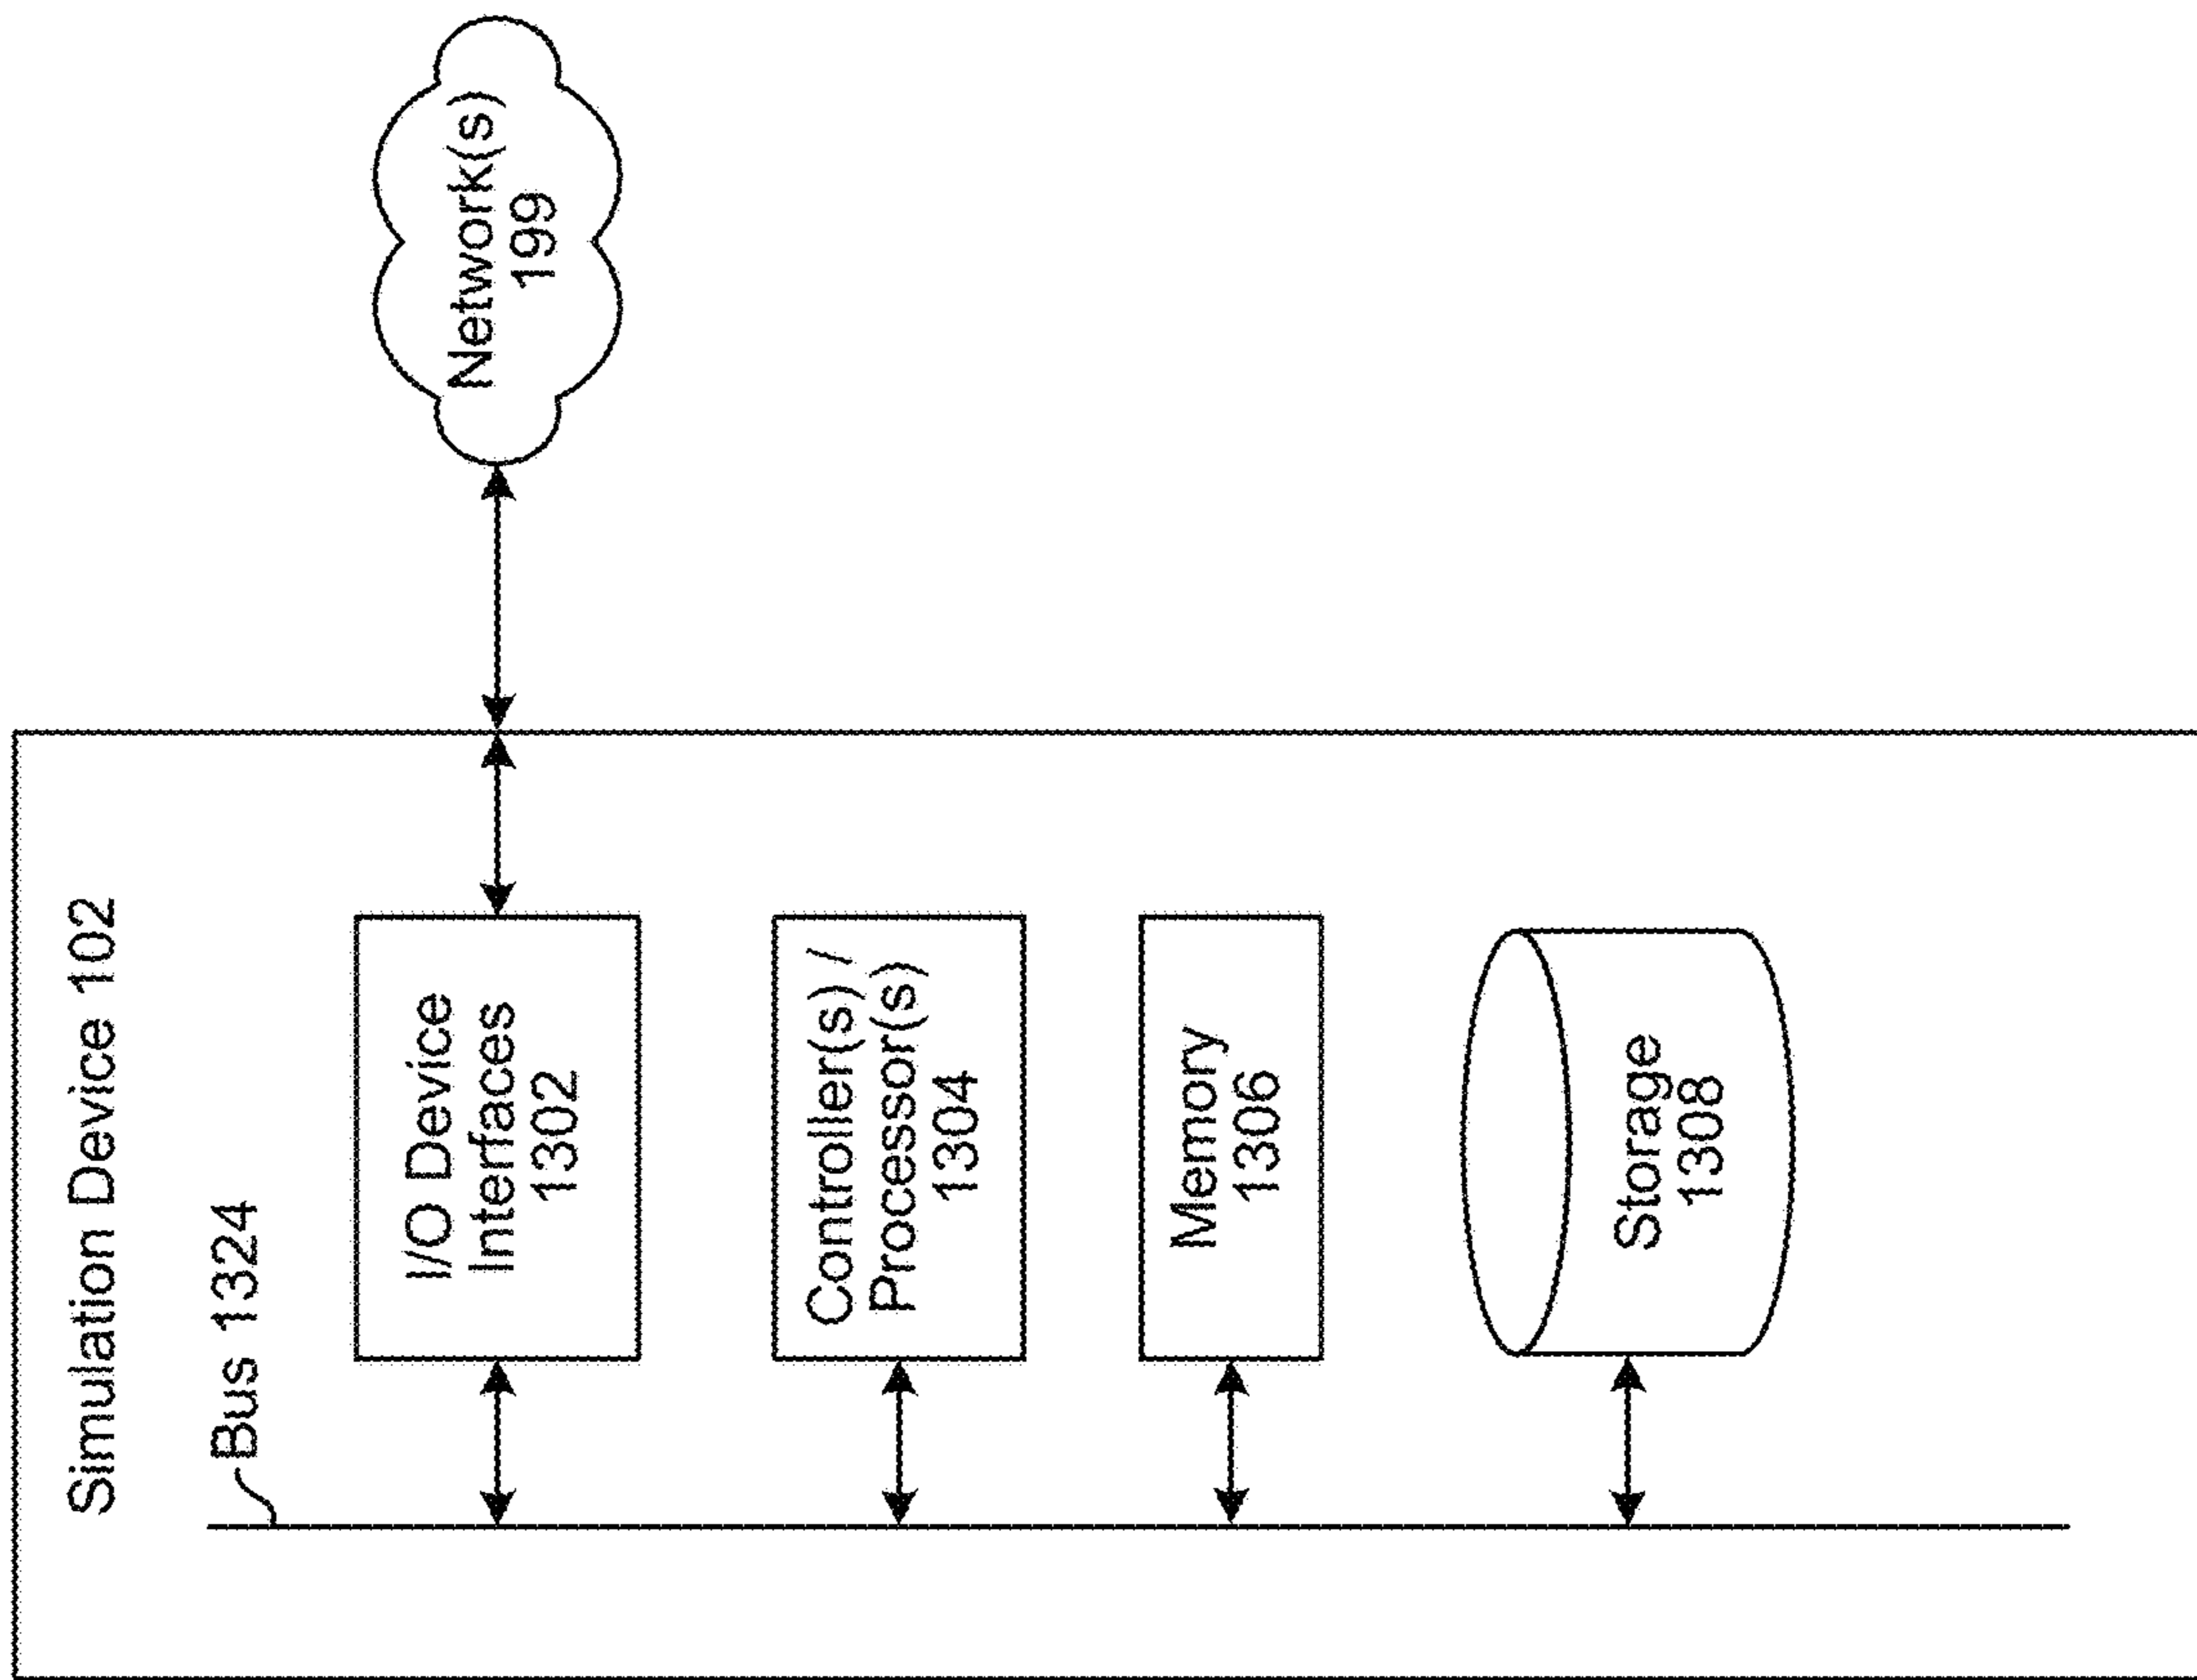 Simulation Device 102
Bus 1324
I/O Device
Interfaces
1302
Network(s)
199
Controller(s) /
Processor(s)
1304
Memory
1306
Storage
1308